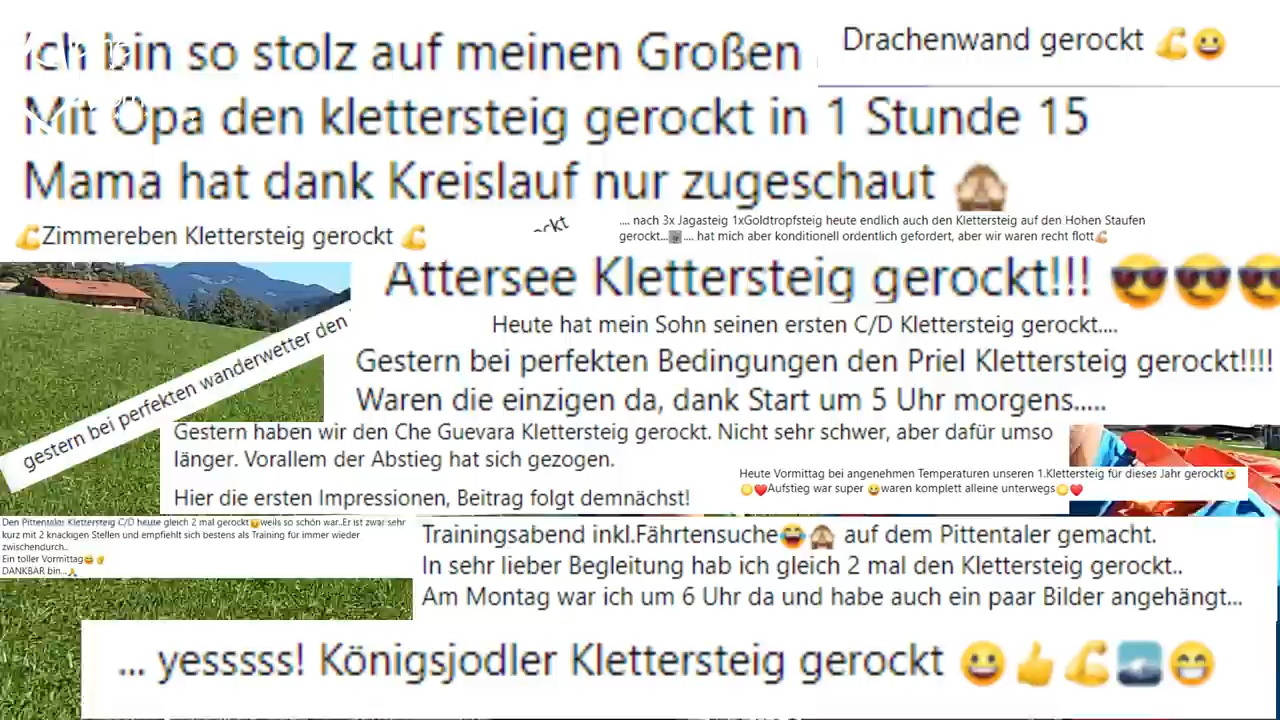 Ich bin so stolz auf meinen Großen
Drachenwand gerockt 💪😀
Mit Opa den klettersteig gerockt in 1 Stunde 15
Mama hat dank Kreislauf nur zugeschaut 🙈
💪Zimmereben Klettersteig gerockt 💪
.... nach 3x Jagasteig 1xGoldtropfsteig heute endlich auch den Klettersteig auf den Hohen Staufen
gerockt... .... hat mich aber konditionell ordentlich gefordert, aber wir waren recht flott💪
Attersee Klettersteig gerockt!!! 😎😎😎
Heute hat mein Sohn seinen ersten C/D Klettersteig gerockt....
gestern bei perfekten wanderwetter den
Gestern bei perfekten Bedingungen den Priel Klettersteig gerockt!!!!
Waren die einzigen da, dank Start um 5 Uhr morgens.....
Gestern haben wir den Che Guevara Klettersteig gerockt. Nicht sehr schwer, aber dafür umso
länger. Vorallem der Abstieg hat sich gezogen.
Hier die ersten Impressionen, Beitrag folgt demnächst!
Heute Vormittag bei angenehmen Temperaturen unseren 1.Klettersteig für dieses Jahr gerockt😄
😊❤️Aufstieg war super 😄waren komplett alleine unterwegs😊❤️
Den Pittentaler Klettersteig C/D heute gleich 2 mal gerockt😛weils so schön war..Er ist zwar sehr
kurz mit 2 knackigen Stellen und empfiehlt sich bestens als Training für immer wieder
zwischendurch..
Ein toller Vormittag😄✌️
DANKBAR bin...🙏
Trainingsabend inkl.Fährtensuche😂🙈 auf dem Pittentaler gemacht.
In sehr lieber Begleitung hab ich gleich 2 mal den Klettersteig gerockt..
Am Montag war ich um 6 Uhr da und habe auch ein paar Bilder angehängt...
... yesssss! Königsjodler Klettersteig gerockt 😀👍💪🌊😁